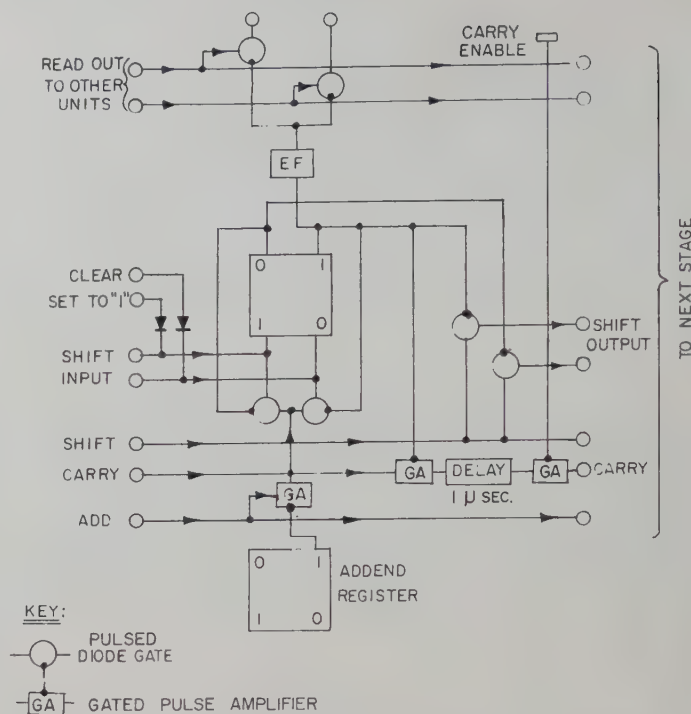 CARRY
ENABLE
READ OUT
TO OTHER
UNITS
EF
0 1
1 0
CLEAR
SET TO "1"
SHIFT
INPUT
SHIFT
OUTPUT
TO NEXT STAGE
SHIFT
CARRY
GA
DELAY
GA
CARRY
1 μ SEC.
GA
ADD
0 1
1 0
ADDEND
REGISTER
KEY:
PULSED
DIODE GATE
GA
GATED PULSE AMPLIFIER